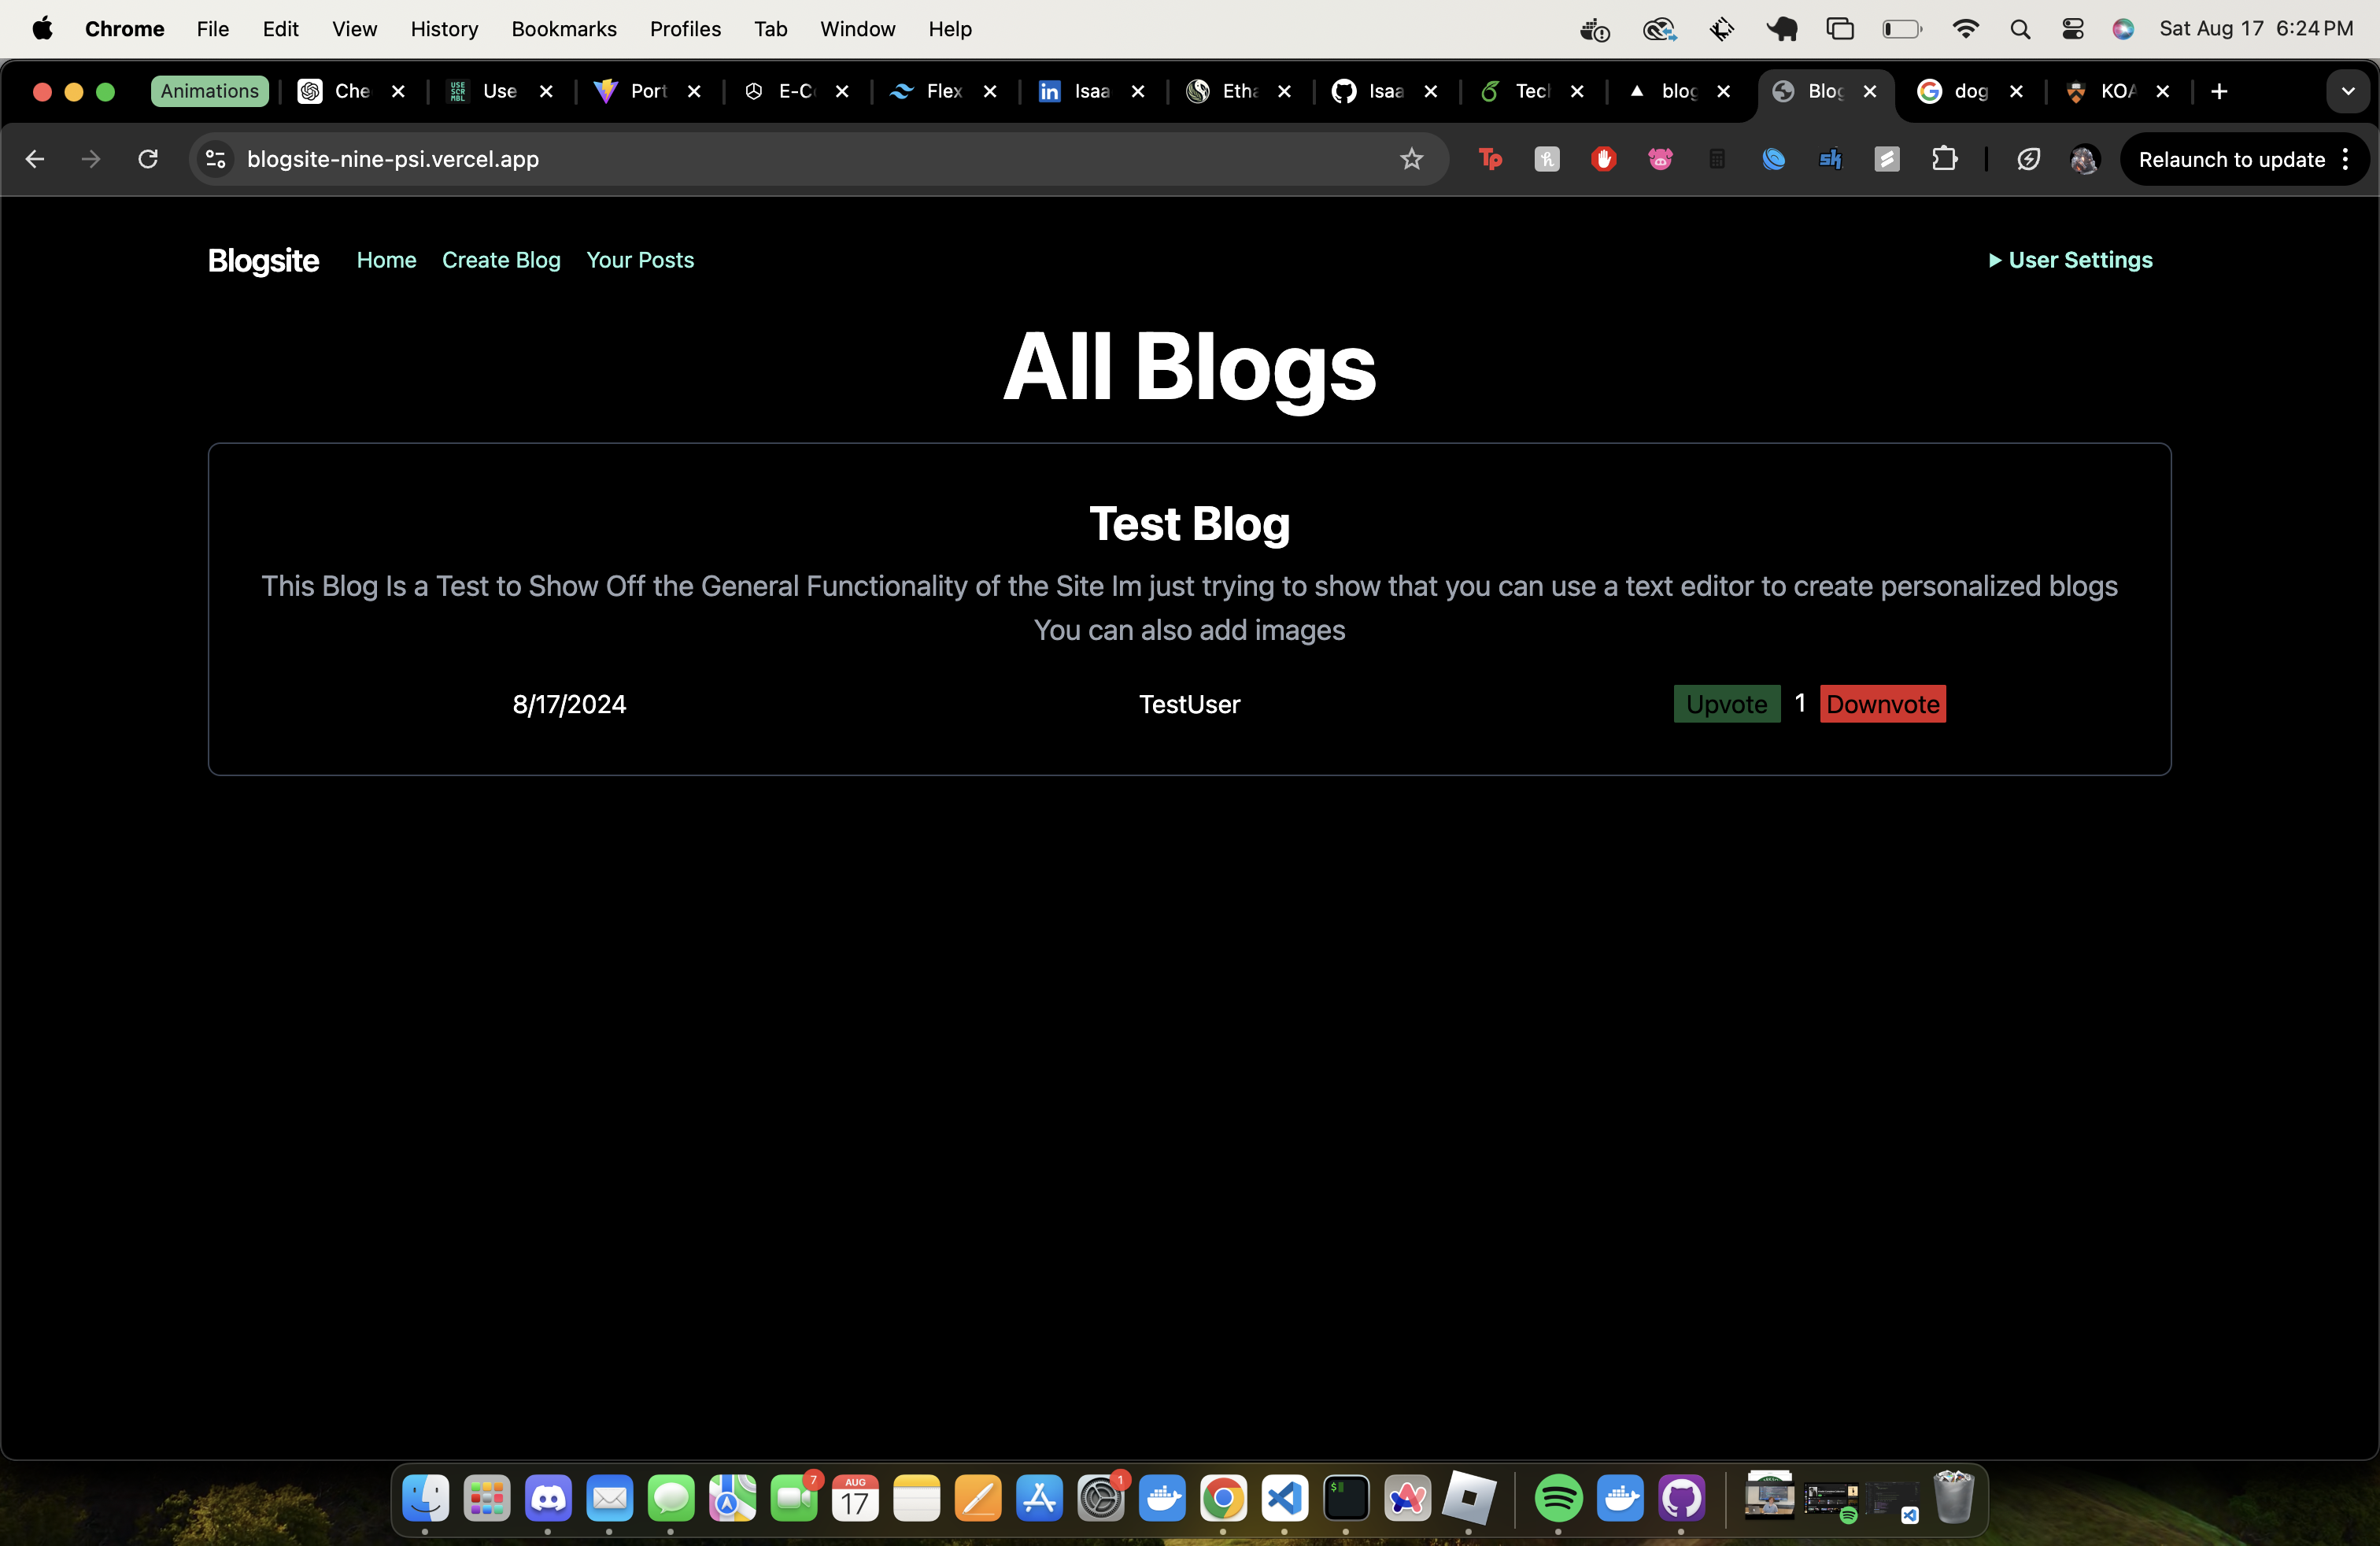 Chrome File Edit View History Bookmarks Profiles Tab Window Help Sat Aug 17 6:24 PM
Animations Che Use Port E-Co Flex Isaa Etha Isaa Tech blog Blog dog KOA
blogsite-nine-psi.vercel.app Tp sk Relaunch to update
Blogsite Home Create Blog Your Posts User Settings
All Blogs
Test Blog
This Blog Is a Test to Show Off the General Functionality of the Site Im just trying to show that you can use a text editor to create personalized blogs
You can also add images
8/17/2024 TestUser Upvote 1 Downvote
7 AUG 17 1